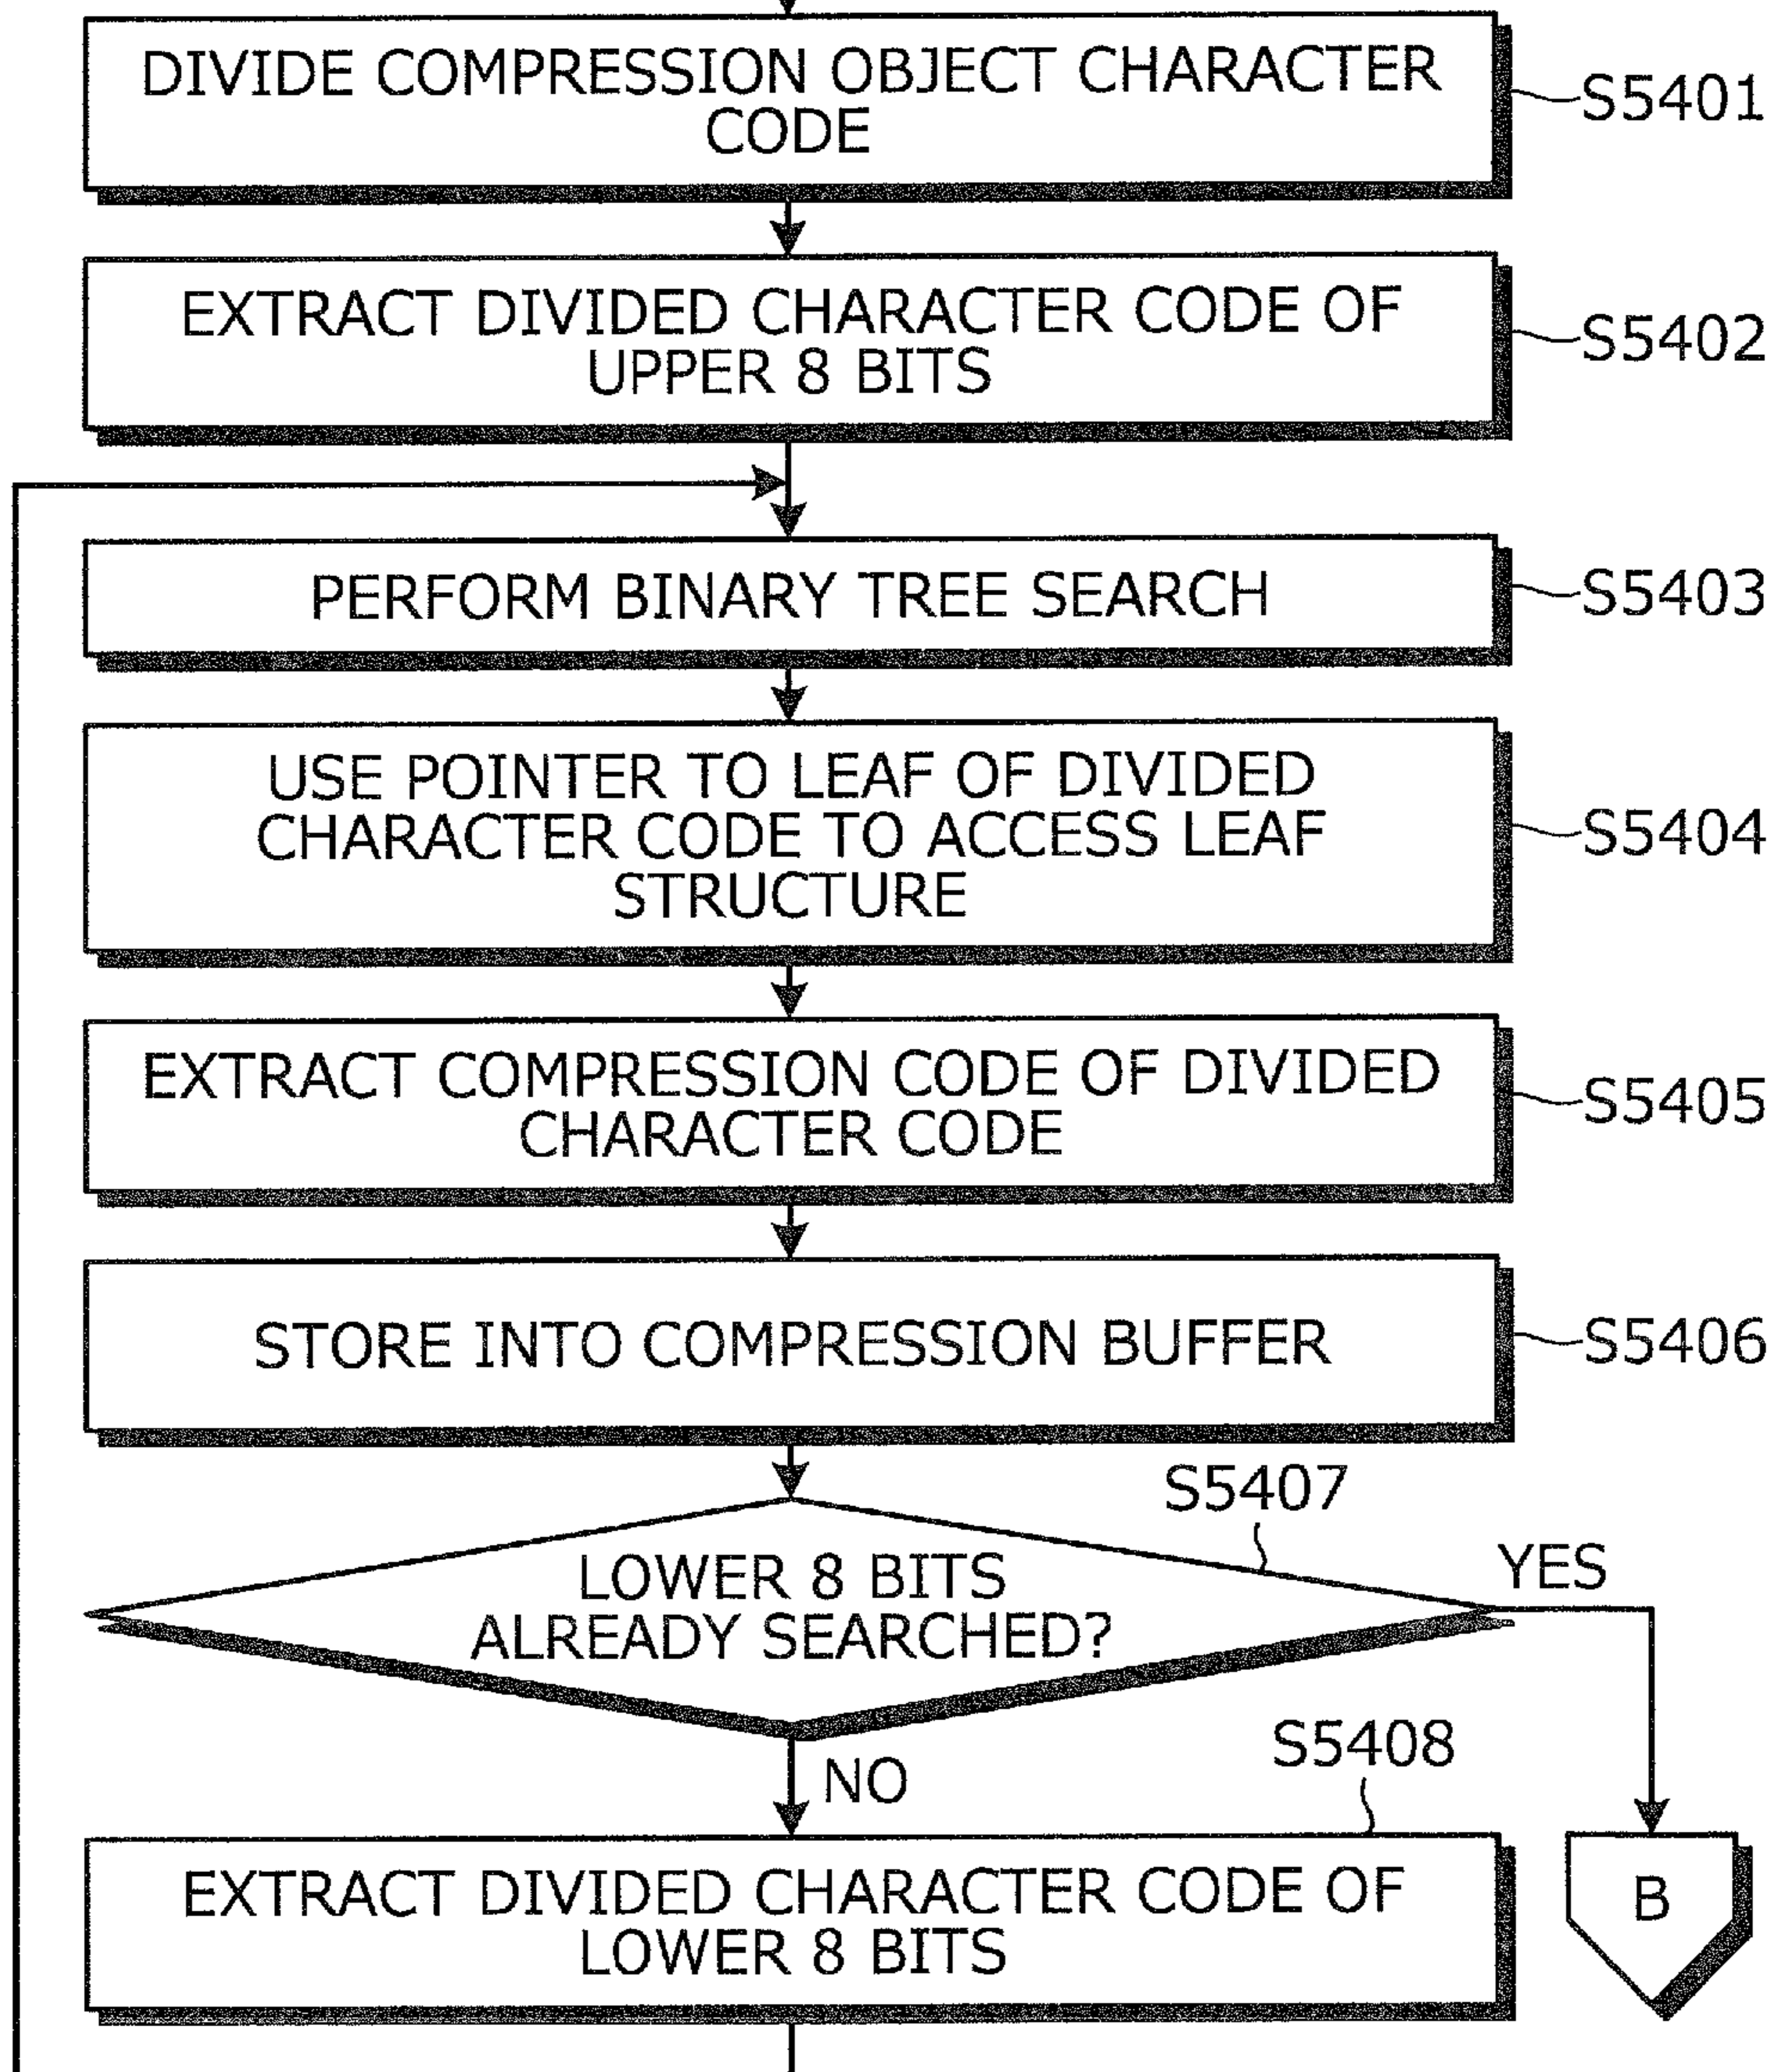 DIVIDE COMPRESSION OBJECT CHARACTER
CODE
S5401
EXTRACT DIVIDED CHARACTER CODE OF
UPPER 8 BITS
S5402
PERFORM BINARY TREE SEARCH
S5403
USE POINTER TO LEAF OF DIVIDED
CHARACTER CODE TO ACCESS LEAF
STRUCTURE
S5404
EXTRACT COMPRESSION CODE OF DIVIDED
CHARACTER CODE
S5405
STORE INTO COMPRESSION BUFFER
S5406
S5407
LOWER 8 BITS
ALREADY SEARCHED?
YES
NO
S5408
EXTRACT DIVIDED CHARACTER CODE OF
LOWER 8 BITS
B